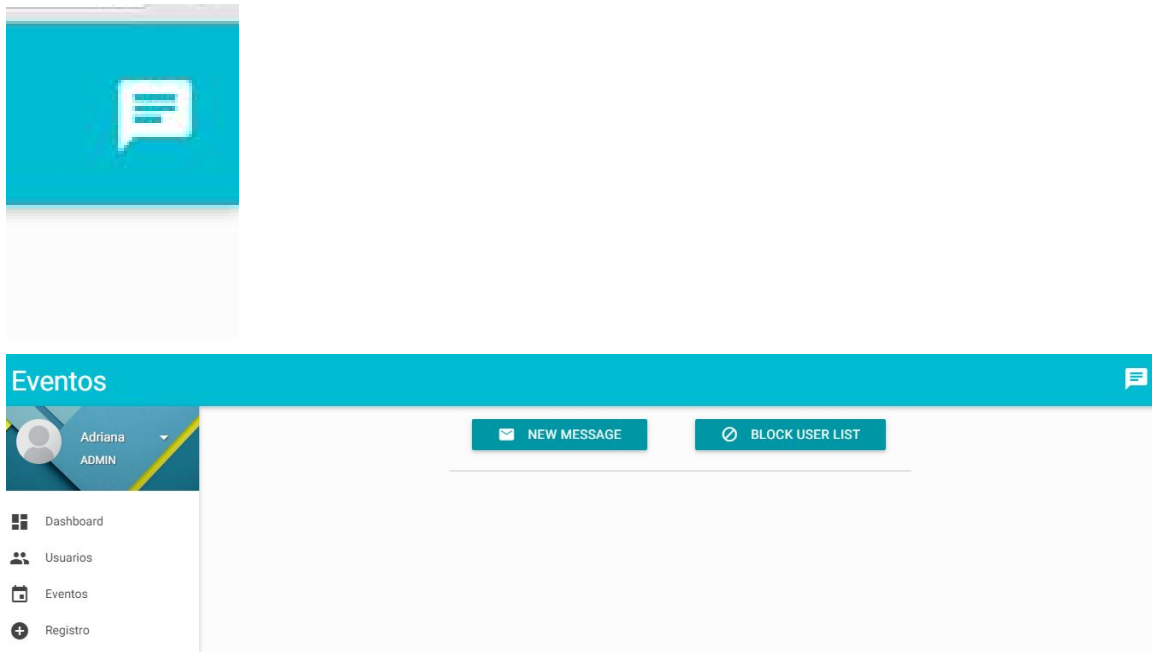 Eventos
Adriana
ADMIN
NEW MESSAGE
BLOCK USER LIST
Dashboard
Usuarios
Eventos
Registro